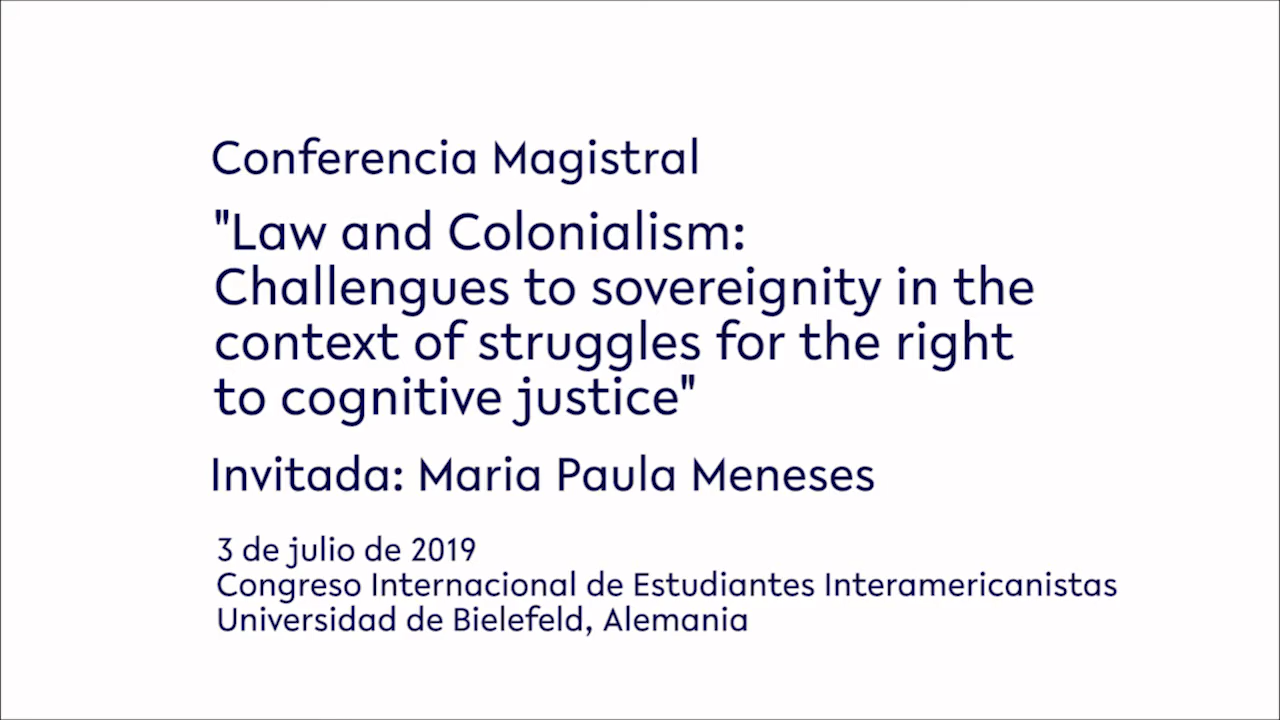 Conferencia Magistral
"Law and Colonialism:
Challengues to sovereignity in the
context of struggles for the right
to cognitive justice"
Invitada: Maria Paula Meneses
3 de julio de 2019
Congreso Internacional de Estudiantes Interamericanistas
Universidad de Bielefeld, Alemania